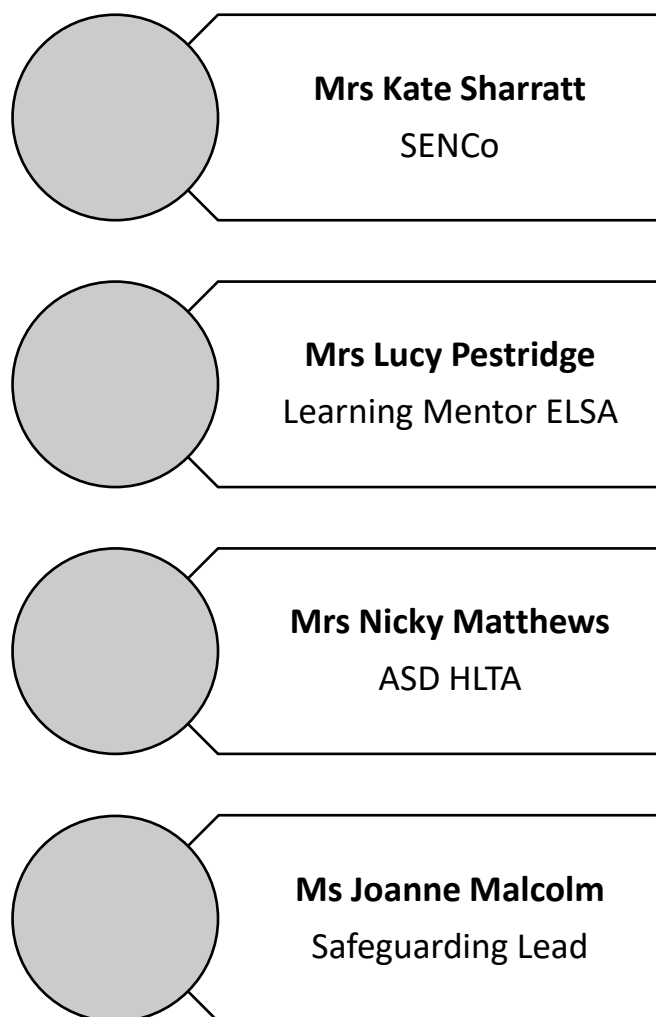 Mrs Kate Sharratt
SENCo
Mrs Lucy Pestridge
Learning Mentor ELSA
Mrs Nicky Matthews
ASD HLTA
Ms Joanne Malcolm
Safeguarding Lead